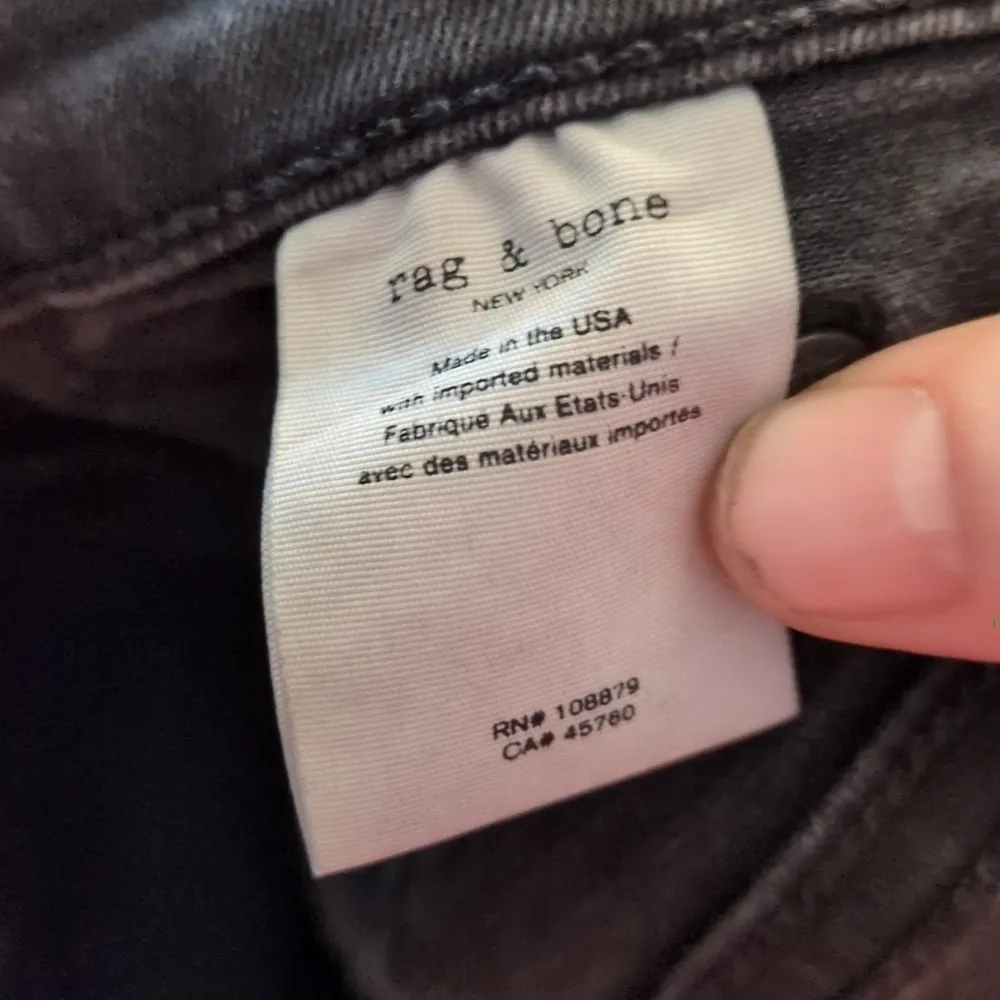 rag & bone
NEW YORK
Made in the USA
with imported materials /
Fabrique Aux Etats-Unis
avec des matériaux importés
RN# 108879
CA# 45760